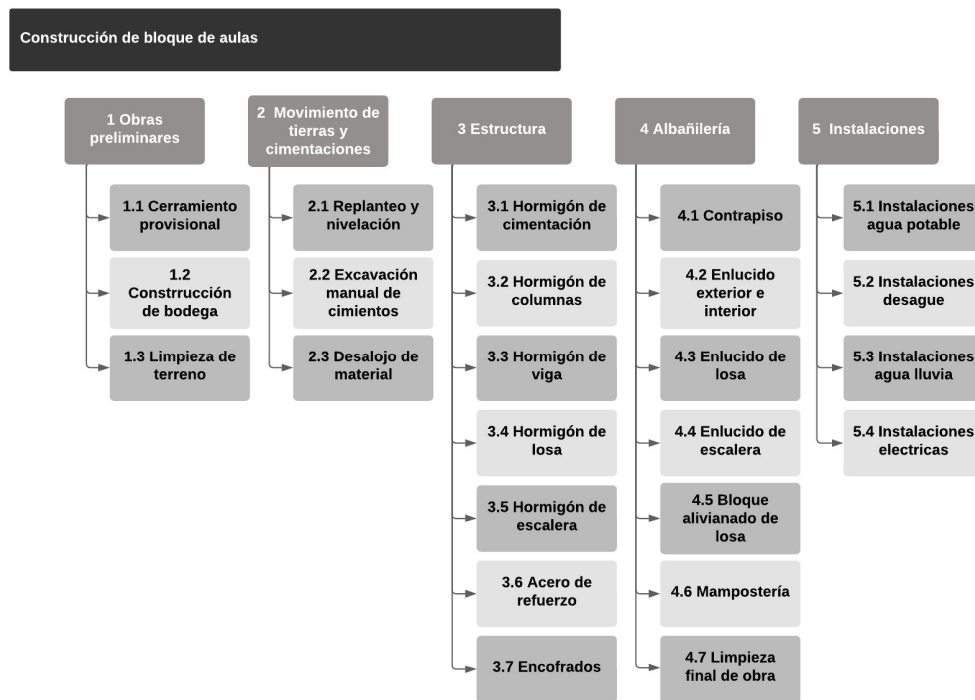 Construcción de bloque de aulas
1 Obras
preliminares
1.1 Cerramiento
provisional
1.2
Constrrucción
de bodega
1.3 Limpieza de
terreno
2 Movimiento de
tierras y
cimentaciones
2.1 Replanteo y
nivelación
2.2 Excavación
manual de
cimientos
2.3 Desalojo de
material
3 Estructura
3.1 Hormigón de
cimentación
3.2 Hormigón de
columnas
3.3 Hormigón de
viga
3.4 Hormigón de
losa
3.5 Hormigón de
escalera
3.6 Acero de
refuerzo
3.7 Encofrados
4 Albañilería
4.1 Contrapiso
4.2 Enlucido
exterior e
interior
4.3 Enlucido de
losa
4.4 Enlucido de
escalera
4.5 Bloque
alivianado de
losa
4.6 Mampostería
4.7 Limpieza
final de obra
5 Instalaciones
5.1 Instalaciones
agua potable
5.2 Instalaciones
desague
5.3 Instalaciones
agua lluvia
5.4 Instalaciones
electricas